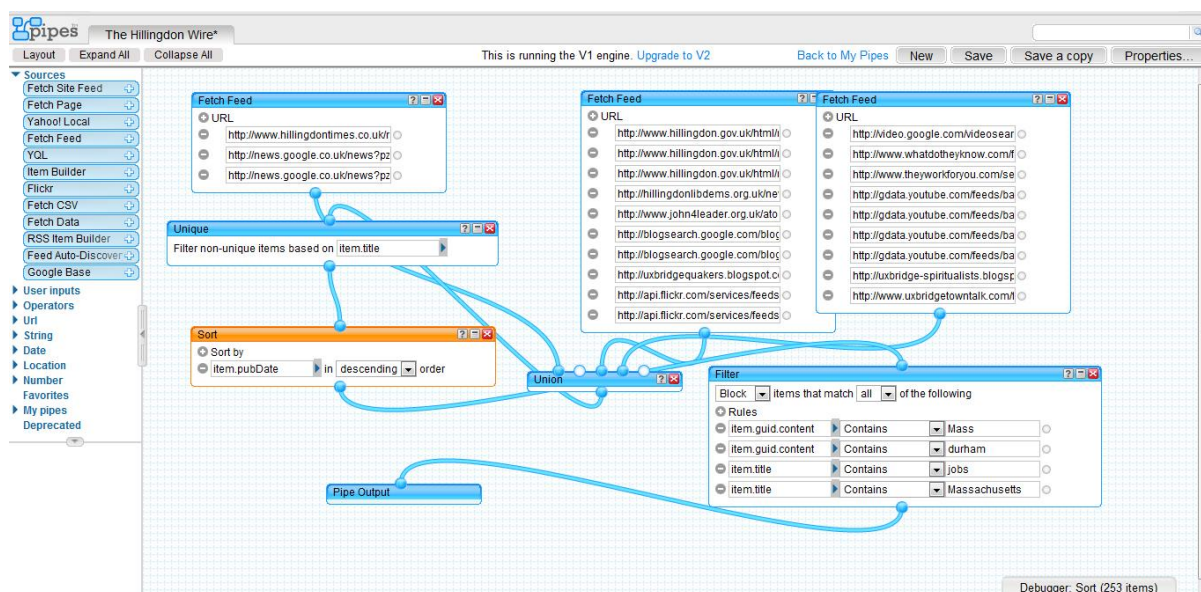 pipes
The Hillingdon Wire*
Layout Expand All Collapse All
This is running the V1 engine. Upgrade to V2
Back to My Pipes New Save Save a copy Properties...
Sources
Fetch Site Feed
Fetch Page
Yahoo! Local
Fetch Feed
YQL
Item Builder
Flickr
Fetch CSV
Fetch Data
RSS Item Builder
Feed Auto-Discover
Google Base
User inputs
Operators
Url
String
Date
Location
Number
Favorites
My pipes
Deprecated
Fetch Feed
URL
http://www.hillingdontimes.co.uk/r
http://news.google.co.uk/news?pz
http://news.google.co.uk/news?pz
Unique
Filter non-unique items based on item.title
Sort
Sort by
item.pubDate in descending order
Fetch Feed
URL
http://www.hillingdon.gov.uk/html/
http://www.hillingdon.gov.uk/html/
http://www.hillingdon.gov.uk/html/
http://hillingdonlibdems.org.uk/ne
http://www.john4leader.org.uk/ato
http://blogsearch.google.com/blog
http://blogsearch.google.com/blog
http://uxbridgequakers.blogspot.c
http://api.flickr.com/services/feeds
http://api.flickr.com/services/feeds
Fetch Feed
URL
http://video.google.com/videosear
http://www.whatdotheyknow.com/f
http://www.theyworkforyou.com/se
http://gdata.youtube.com/feeds/ba
http://gdata.youtube.com/feeds/ba
http://gdata.youtube.com/feeds/ba
http://gdata.youtube.com/feeds/ba
http://uxbridge-spiritualists.blogsp
http://www.uxbridgetowntalk.com/
Union
Filter
Block items that match all of the following
Rules
item.guid.content Contains Mass
item.guid.content Contains durham
item.title Contains jobs
item.title Contains Massachusetts
Pipe Output
Debugger: Sort (253 items)